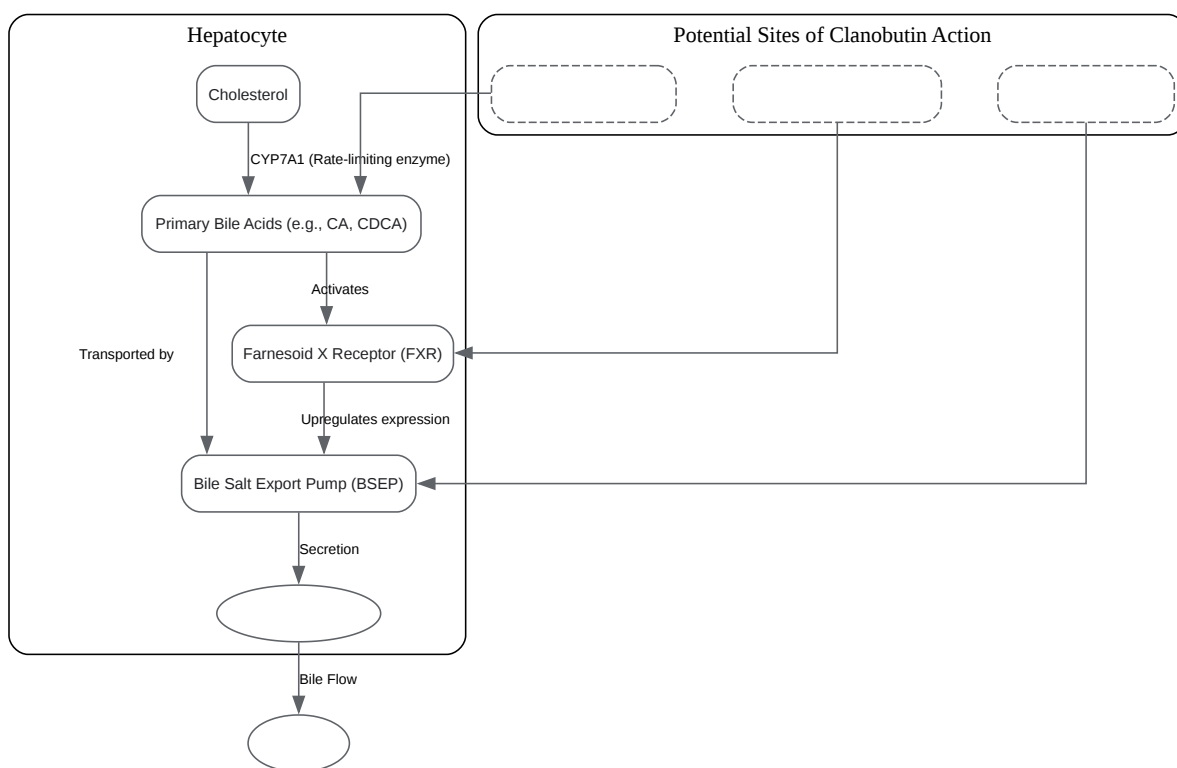 Hepatocyte
Potential Sites of Clanobutin Action
Cholesterol
CYP7A1 (Rate-limiting enzyme)
Primary Bile Acids (e.g., CA, CDCA)
Activates
Transported by
Farnesoid X Receptor (FXR)
Upregulates expression
Bile Salt Export Pump (BSEP)
Secretion
Bile Flow